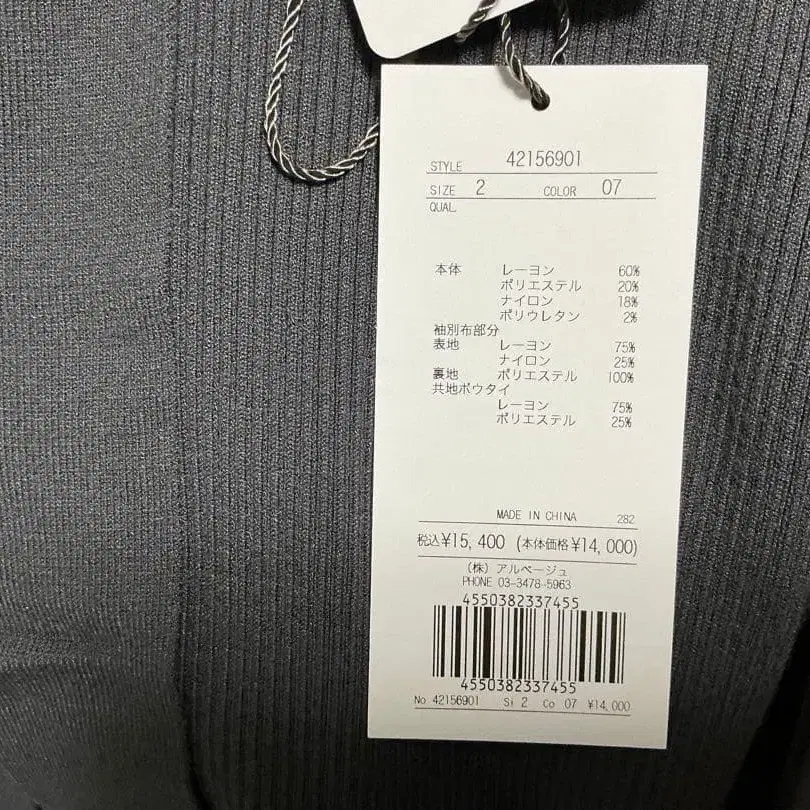 STYLE 42156901
SIZE 2 COLOR 07
QUAL.
本体 レーヨン 60%
ポリエステル 20%
ナイロン 18%
ポリウレタン 2%
袖別布部分
表地 レーヨン 75%
ナイロン 25%
裏地 ポリエステル 100%
共地ボウタイ
レーヨン 75%
ポリエステル 25%
MADE IN CHINA 282
税込¥15,400 (本体価格¥14,000)
(株) アルページュ
PHONE 03-3478-5963
4550382337455
4550382337455
No 42156901 Si 2 Co 07 ¥14,000